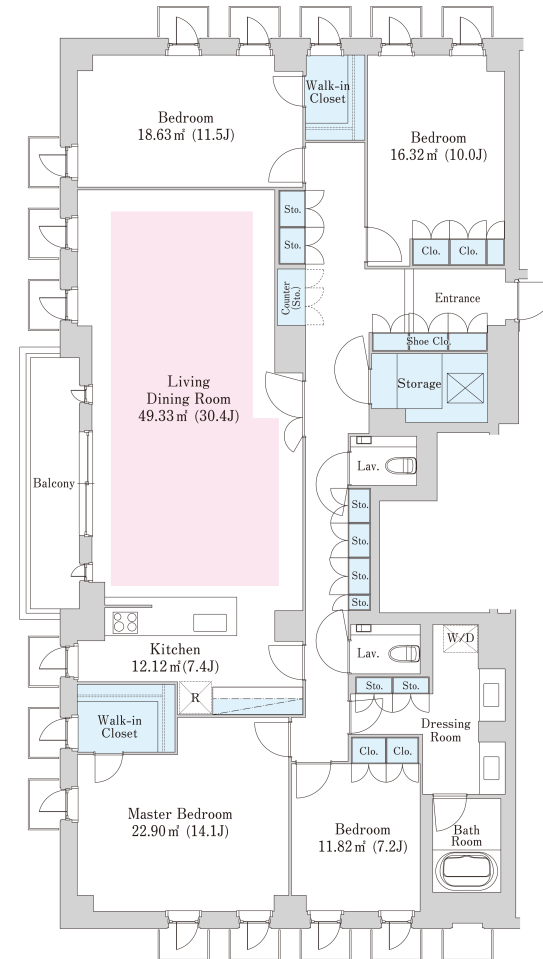 Walk-in
Closet
Bedroom
18.63㎡ (11.5J)
Bedroom
16.32㎡ (10.0J)
Sto.
Sto.
Clo.
Clo.
Counter
(Sto.)
Entrance
Shoe Clo.
Living
Dining Room
49.33㎡ (30.4J)
Storage
Lav.
Balcony
Sto.
Sto.
Sto.
Sto.
W/D
Lav.
Kitchen
12.12㎡(7.4J)
R
Sto.
Sto.
Walk-in
Closet
Dressing
Room
Clo.
Clo.
Master Bedroom
22.90㎡ (14.1J)
Bedroom
11.82㎡ (7.2J)
Bath
Room